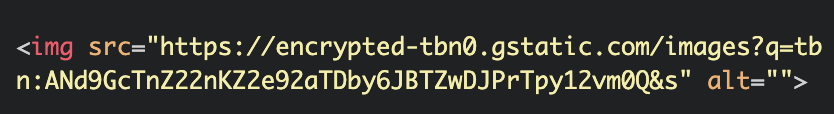 <img src="https://encrypted-tbn0.gstatic.com/images?q=tb
n:ANd9GcTnZ22nKZ2e92aTDby6JBTZwDJPrTpy12vm0Q&s" alt="">